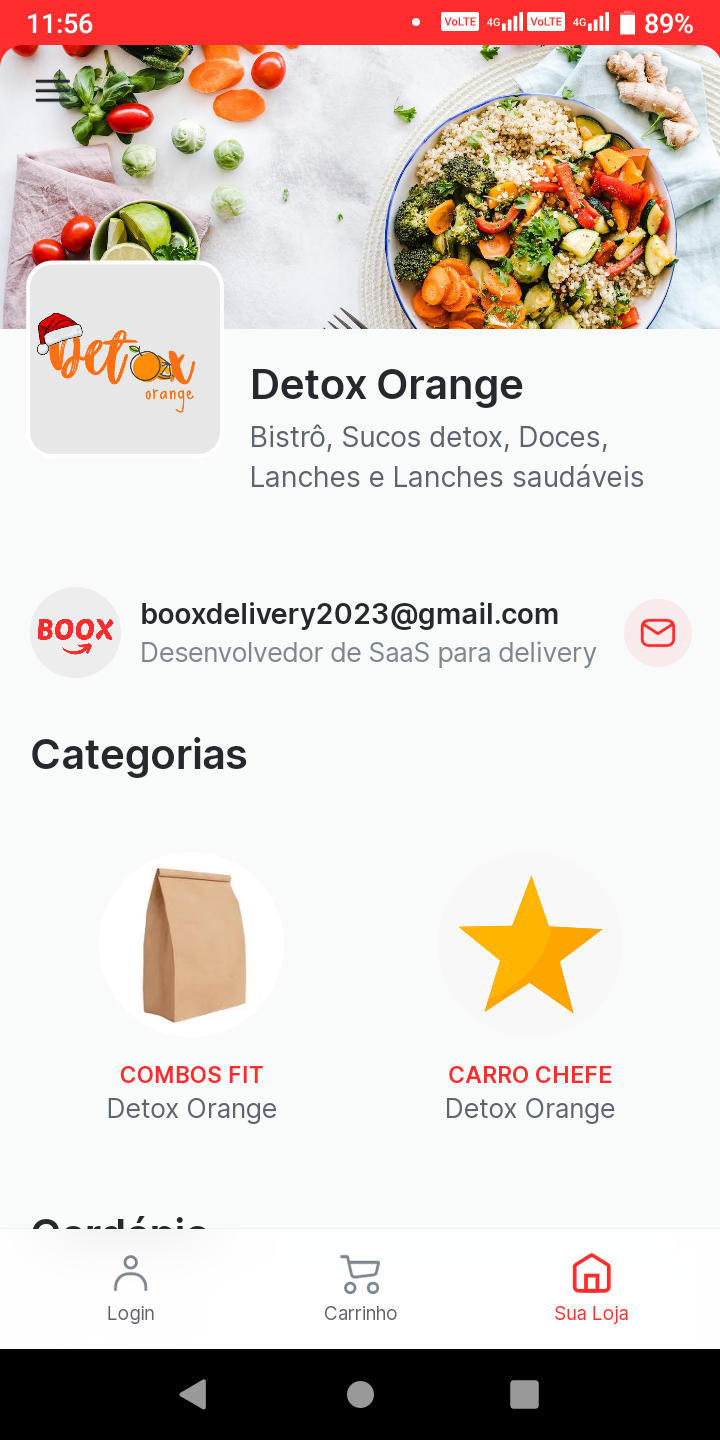 11:56
VoLTE 4G VoLTE 4G 89%
Detox
orange
Detox Orange
Bistrô, Sucos detox, Doces,
Lanches e Lanches saudáveis
BOOX
booxdelivery2023@gmail.com
Desenvolvedor de SaaS para delivery
Categorias
COMBOS FIT
CARRO CHEFE
Detox Orange
Detox Orange
Login
Carrinho
Sua Loja